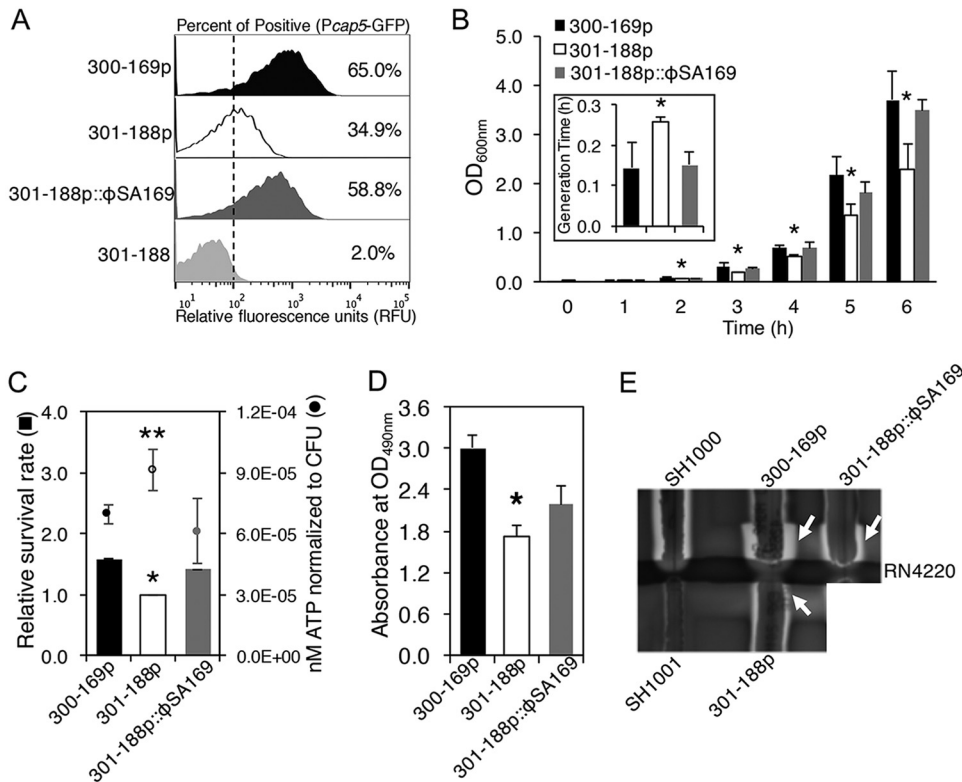 A
Percent of Positive (Pcap5-GFP)
300-169p
65.0%
301-188p
34.9%
301-188p::ϕSA169
58.8%
301-188
2.0%
10¹ 10² 10³ 10⁴ 10⁵
Relative fluorescence units (RFU)
B
300-169p
301-188p
301-188p::ϕSA169
OD600nm
5.0
4.0
3.0
2.0
1.0
0.0
Generation Time (h)
0.3
0.2
0.1
0.0
*
* * * * *
0 1 2 3 4 5 6
Time (h)
C
Relative survival rate (■)
4.0
3.0
2.0
1.0
0.0
**
*
1.2E-04
9.0E-05
6.0E-05
3.0E-05
0.0E+00
nM ATP normalized to CFU (●)
300-169p
301-188p
301-188p::ϕSA169
D
Absorbance at OD490nm
3.6
3.0
2.4
1.8
1.2
0.6
0.0
*
300-169p
301-188p
301-188p::ϕSA169
E
SH1000
300-169p
301-188p::ϕSA169
RN4220
SH1001
301-188p